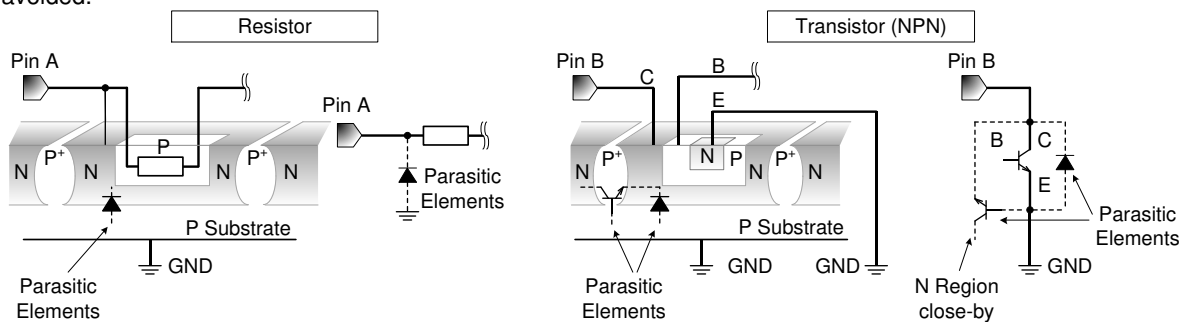 avoided.
Resistor
Transistor (NPN)
Pin A
Pin A
N
P+
N
P
N
P+
N
Parasitic
Elements
P Substrate
GND
Parasitic
Elements
Pin B
C
B
E
N
P+
N
N
P
N
P+
N
P Substrate
GND
GND
Parasitic
Elements
Pin B
B
C
E
Parasitic
Elements
GND
N Region
close-by